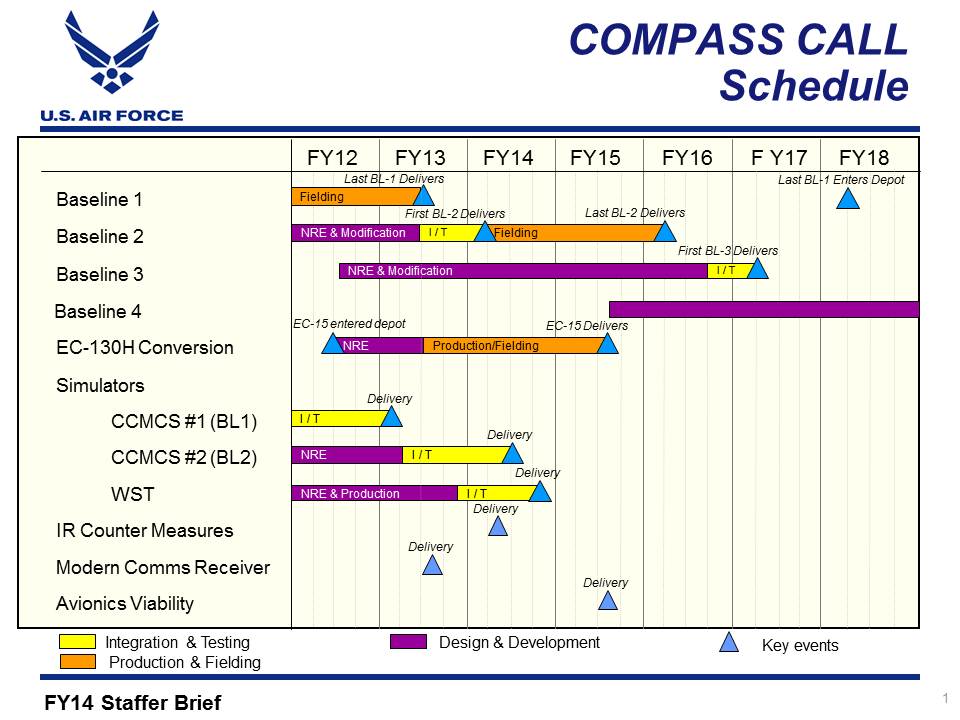 COMPASS CALL
Schedule
U.S. AIR FORCE
FY12 FY13 FY14 FY15 FY16 F Y17 FY18
Last BL-1 Delivers
Last BL-1 Enters Depot
Baseline 1
Fielding
First BL-2 Delivers
Last BL-2 Delivers
Baseline 2
NRE & Modification
I / T
Fielding
First BL-3 Delivers
Baseline 3
NRE & Modification
I / T
Baseline 4
EC-15 entered depot
EC-15 Delivers
EC-130H Conversion
NRE
Production/Fielding
Simulators
Delivery
CCMCS #1 (BL1)
I / T
Delivery
CCMCS #2 (BL2)
NRE
I / T
Delivery
WST
NRE & Production
I / T
Delivery
IR Counter Measures
Delivery
Modern Comms Receiver
Delivery
Avionics Viability
Integration & Testing
Design & Development
Key events
Production & Fielding
FY14 Staffer Brief
1